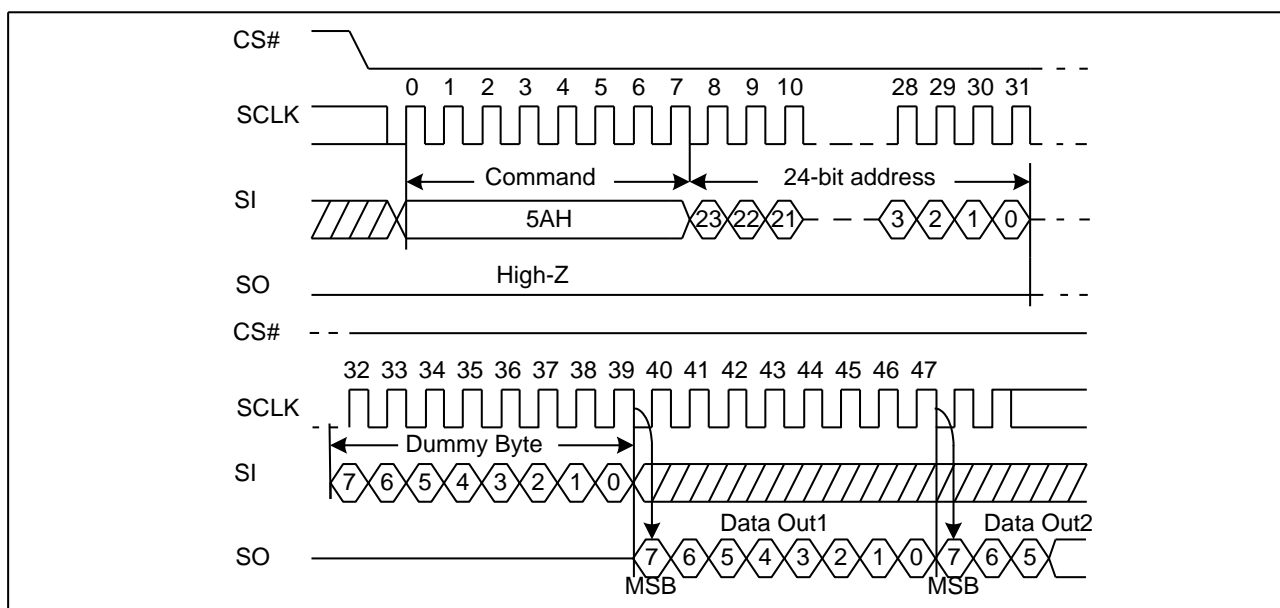 CS#
0 1 2 3 4 5 6 7 8 9 10 28 29 30 31
SCLK
Command 24-bit address
SI
5AH 23 22 21 3 2 1 0
High-Z
SO
CS#
32 33 34 35 36 37 38 39 40 41 42 43 44 45 46 47
SCLK
Dummy Byte
SI
7 6 5 4 3 2 1 0
Data Out1 Data Out2
SO
7 6 5 4 3 2 1 0 7 6 5
MSB MSB